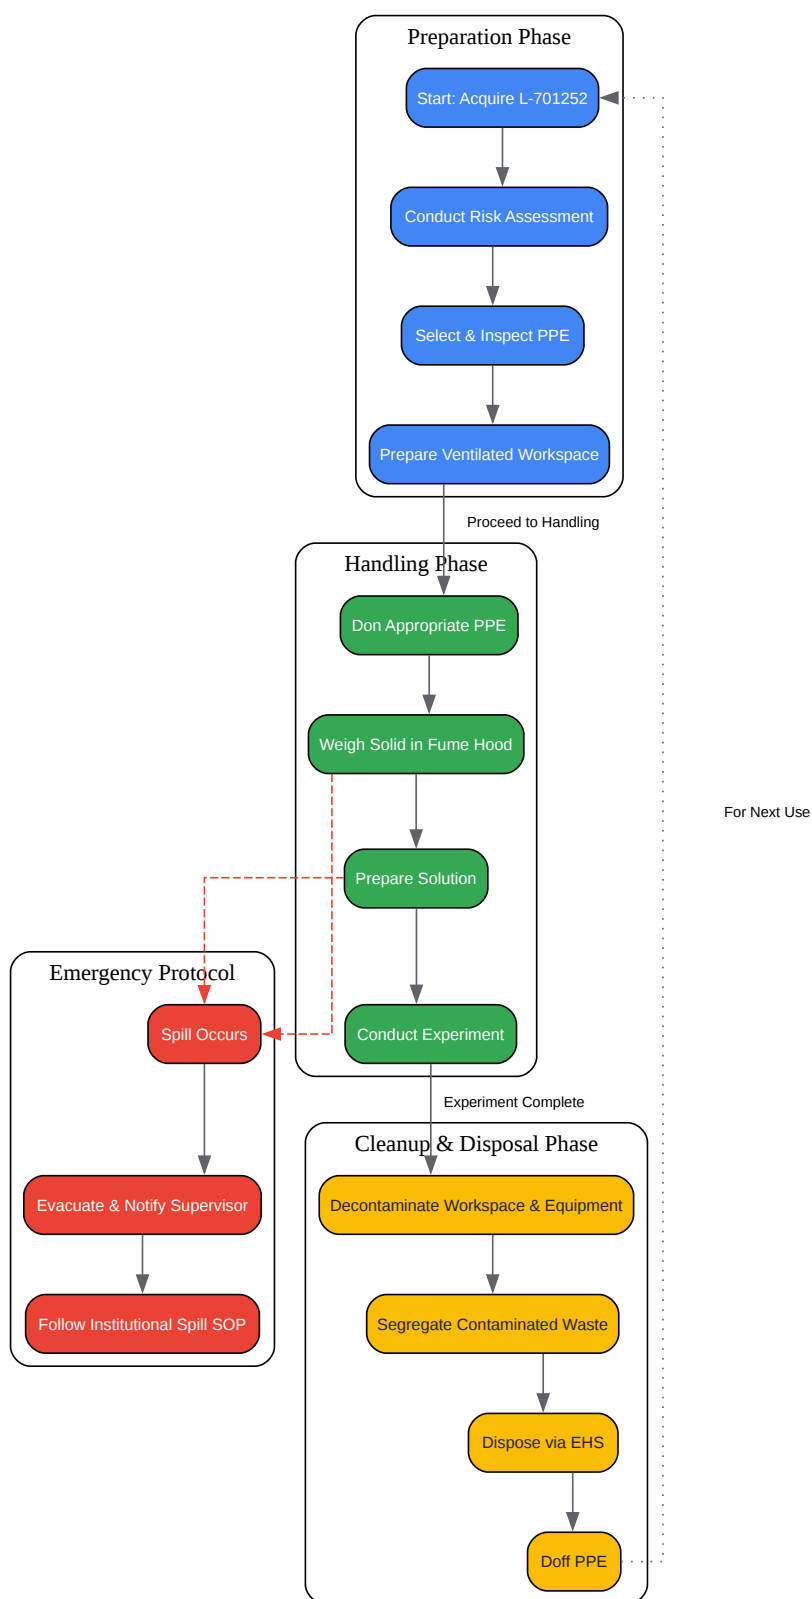 Preparation Phase
Start: Acquire L-701252
Conduct Risk Assessment
Select & Inspect PPE
Prepare Ventilated Workspace
Proceed to Handling
Handling Phase
Don Appropriate PPE
Weigh Solid in Fume Hood
For Next Use
Prepare Solution
Conduct Experiment
Emergency Protocol
Spill Occurs
Evacuate & Notify Supervisor
Follow Institutional Spill SOP
Experiment Complete
Cleanup & Disposal Phase
Decontaminate Workspace & Equipment
Segregate Contaminated Waste
Dispose via EHS
Doff PPE